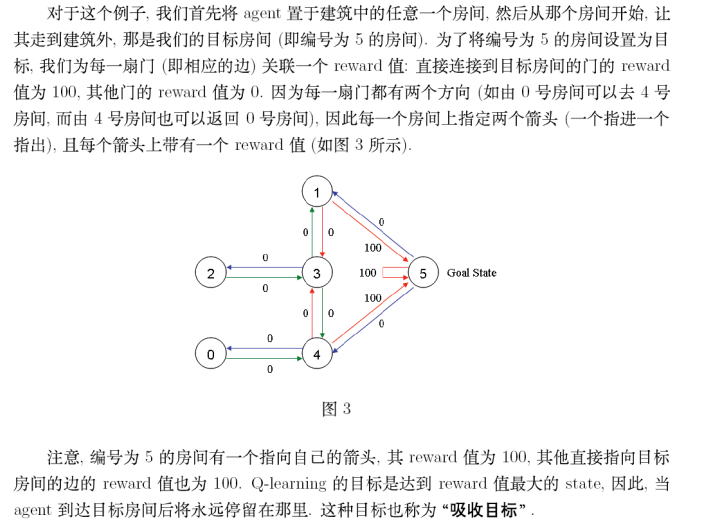 对于这个例子, 我们首先将 agent 置于建筑中的任意一个房间, 然后从那个房间开始, 让
其走到建筑外, 那是我们的目标房间 (即编号为 5 的房间). 为了将编号为 5 的房间设置为目
标, 我们为每一扇门 (即相应的边) 关联一个 reward 值: 直接连接到目标房间的门的 reward
值为 100, 其他门的 reward 值为 0. 因为每一扇门都有两个方向 (如由 0 号房间可以去 4 号
房间, 而由 4 号房间也可以返回 0 号房间), 因此每一个房间上指定两个箭头 (一个指进一个
指出), 且每个箭头上带有一个 reward 值 (如图 3 所示).
1
0
0 0
100
0
2 3 100 5 Goal State
0
100
0 0
0
0
0 4
0
图 3
注意, 编号为 5 的房间有一个指向自己的箭头, 其 reward 值为 100, 其他直接指向目标
房间的边的 reward 值也为 100. Q-learning 的目标是达到 reward 值最大的 state, 因此, 当
agent 到达目标房间后将永远停留在那里. 这种目标也称为 “吸收目标” .